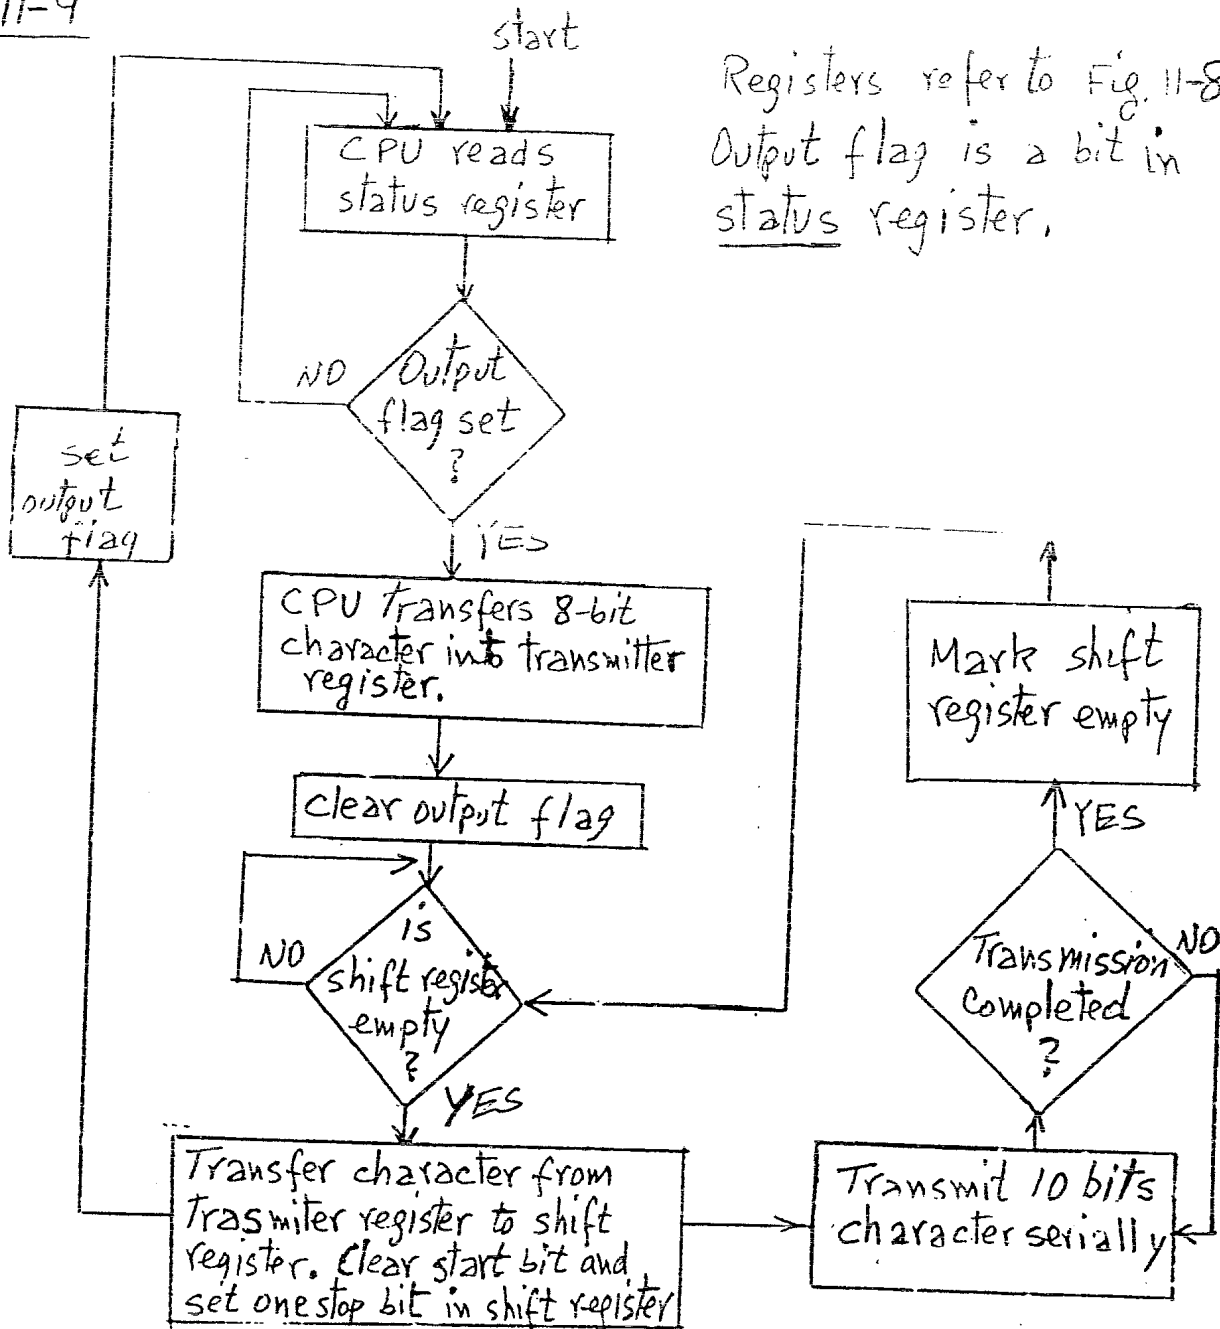 11-9
start
Registers refer to Fig. 11-8
Output flag is a bit in
status register.
CPU reads
status register
NO
Output
flag set
?
YES
set
output
flag
CPU Transfers 8-bit
character into transmitter
register.
Clear output flag
NO
is
shift register
empty
?
YES
Mark shift
register empty
YES
Transmission
Completed
?
NO
Transfer character from
Trasmiter register to shift
register. Clear start bit and
set one stop bit in shift register
Transmit 10 bits
character serially